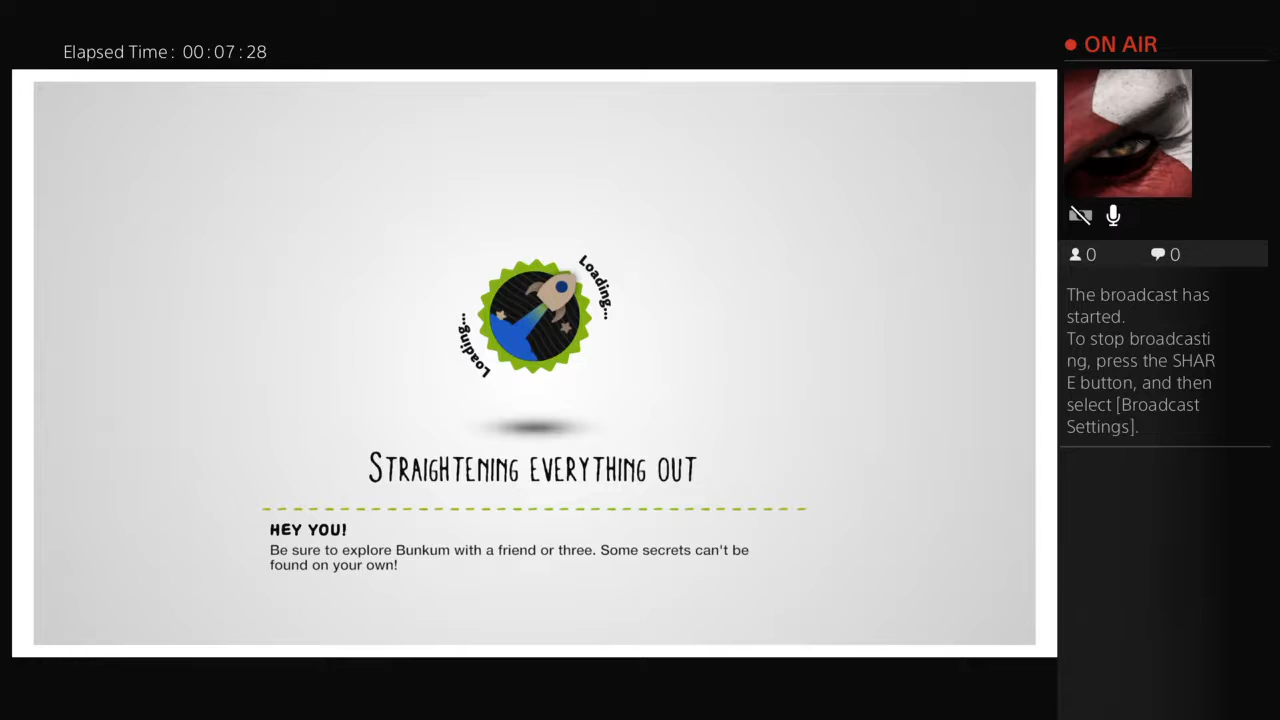 Elapsed Time: 00:07:28
ON AIR
Loading...
Loading...
STRAIGHTENING EVERYTHING OUT
HEY YOU!
Be sure to explore Bunkum with a friend or three. Some secrets can't be
found on your own!
0 0
The broadcast has
started.
To stop broadcasti
ng, press the SHAR
E button, and then
select [Broadcast
Settings].